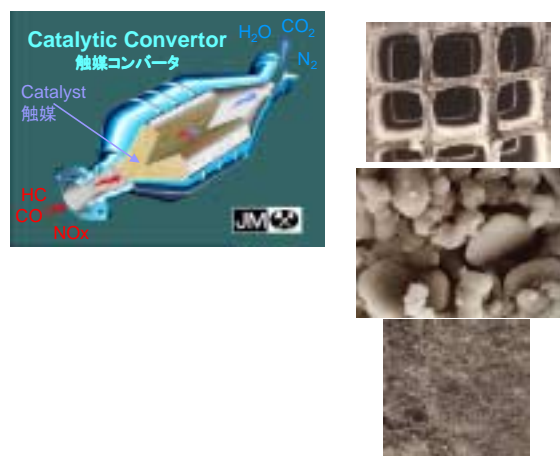 Catalytic Convertor
触媒コンバータ
H₂O
CO₂
N₂
Catalyst
触媒
HC
CO
NOx
JM